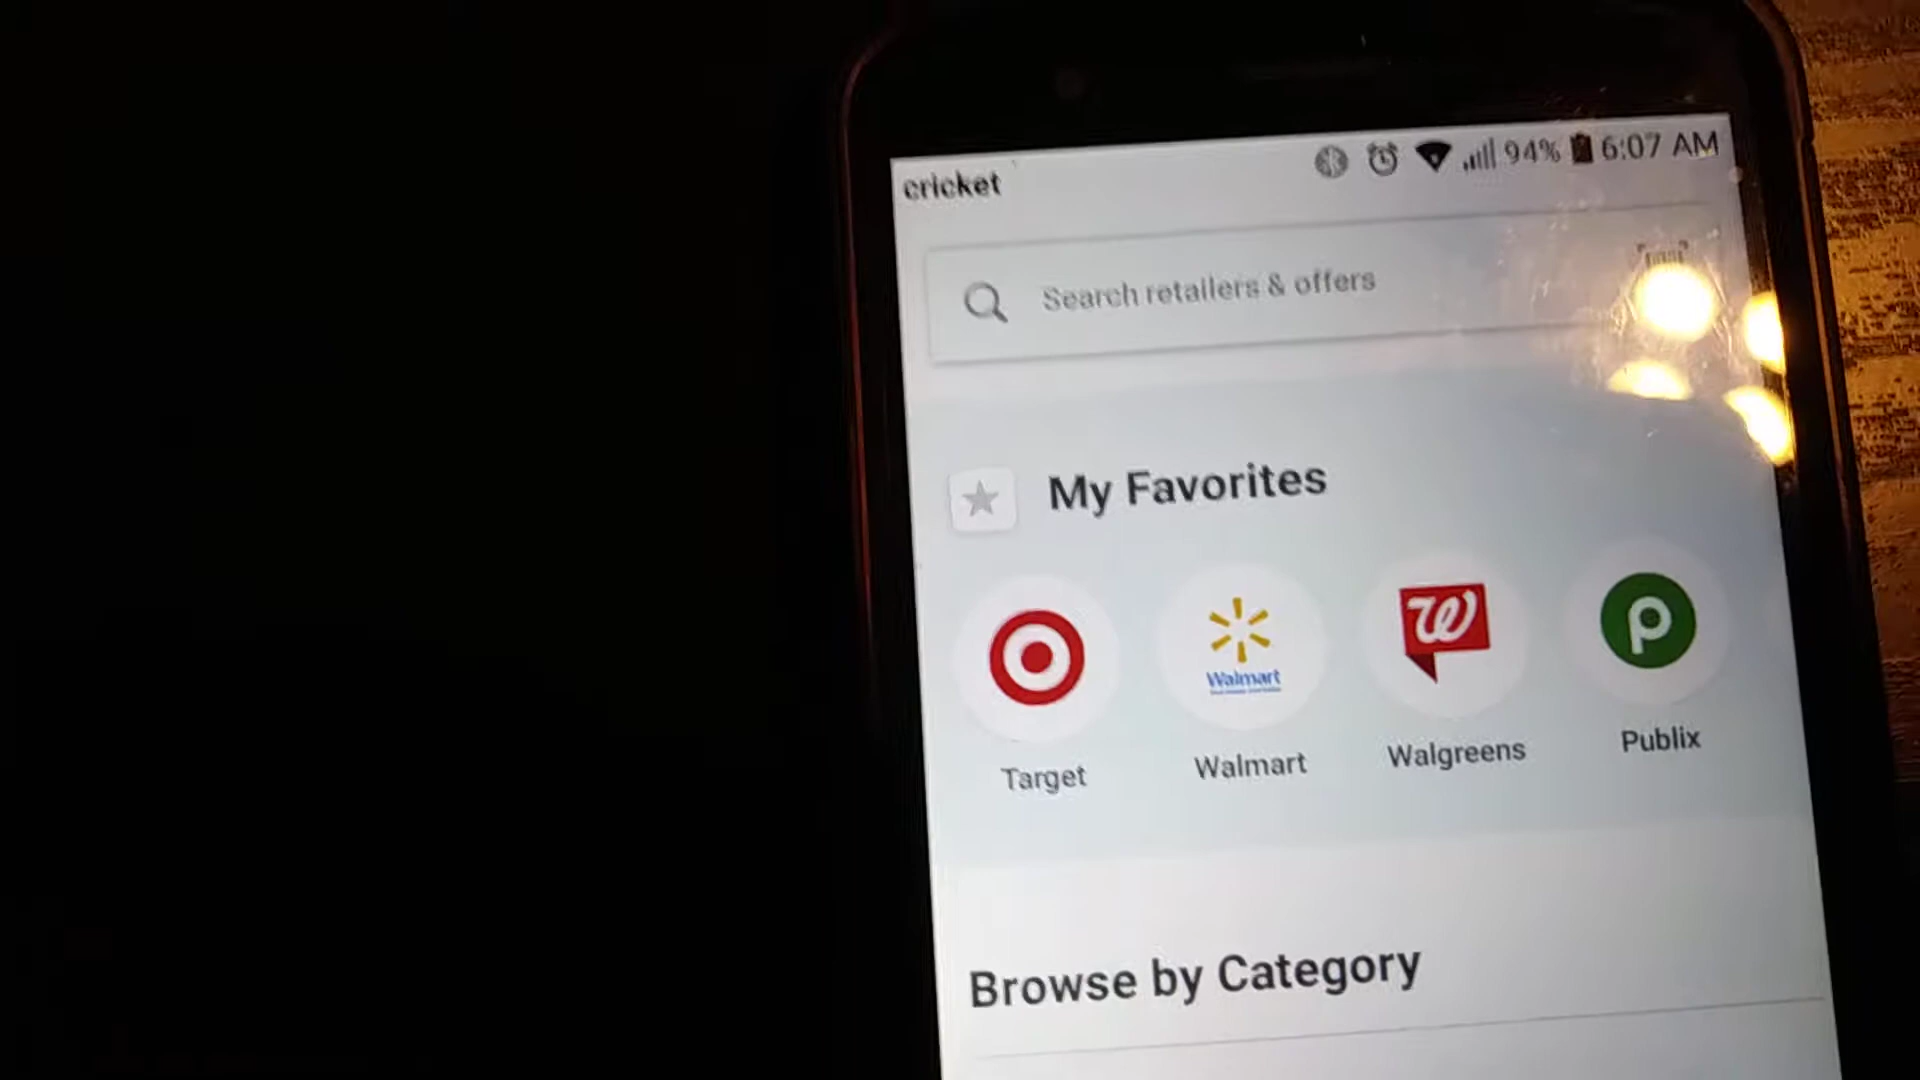 cricket 94% 6:07 AM
Search retailers & offers
My Favorites
Walmart
Target Walmart Walgreens Publix
Browse by Category